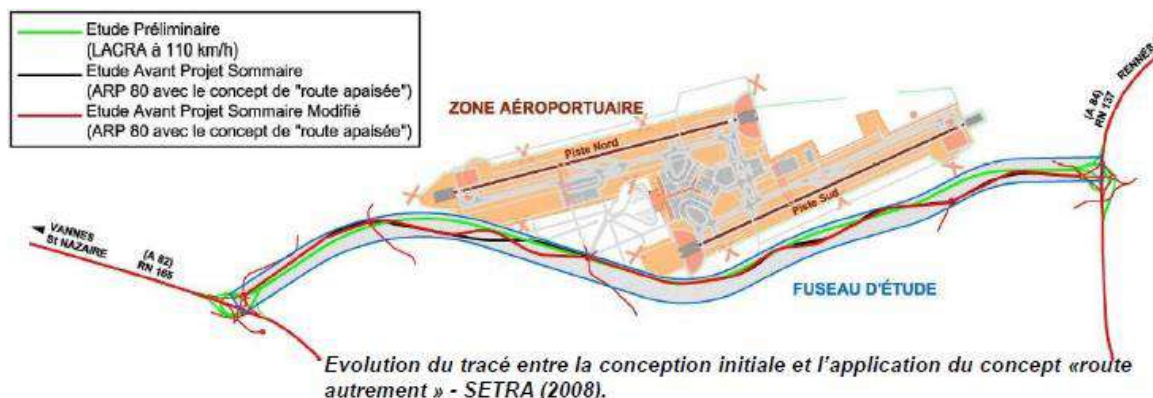 Etude Préliminaire
(LACRA à 110 km/h)
Etude Avant Projet Sommaire
(ARP 80 avec le concept de "route apaisée")
Etude Avant Projet Sommaire Modifié
(ARP 80 avec le concept de "route apaisée")
ZONE AÉROPORTUAIRE
Piste Nord
Piste Sud
RENNES
(A 84)
RN 137
VANNES
St NAZAIRE
(A 82)
RN 165
FUSEAU D'ÉTUDE
Evolution du tracé entre la conception initiale et l'application du concept «route
autrement » - SETRA (2008).